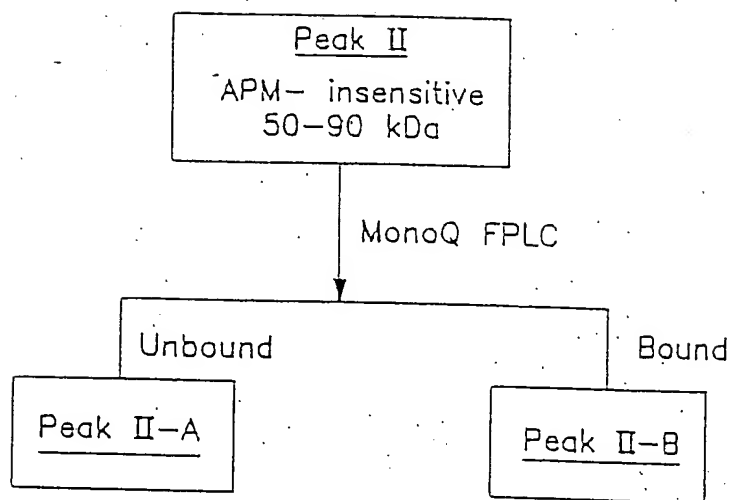 Peak II
APM- insensitive
50-90 kDa
MonoQ FPLC
Unbound
Bound
Peak II-A
Peak II-B